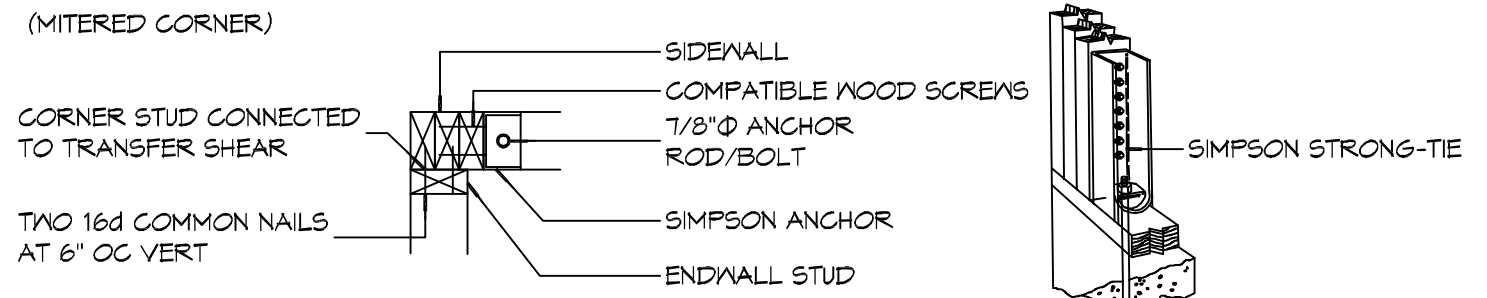 (MITERED CORNER)
CORNER STUD CONNECTED
TO TRANSFER SHEAR
TWO 16d COMMON NAILS
AT 6" OC VERT
SIDEWALL
COMPATIBLE WOOD SCREWS
7/8"Φ ANCHOR
ROD/BOLT
SIMPSON ANCHOR
ENDWALL STUD
SIMPSON STRONG-TIE